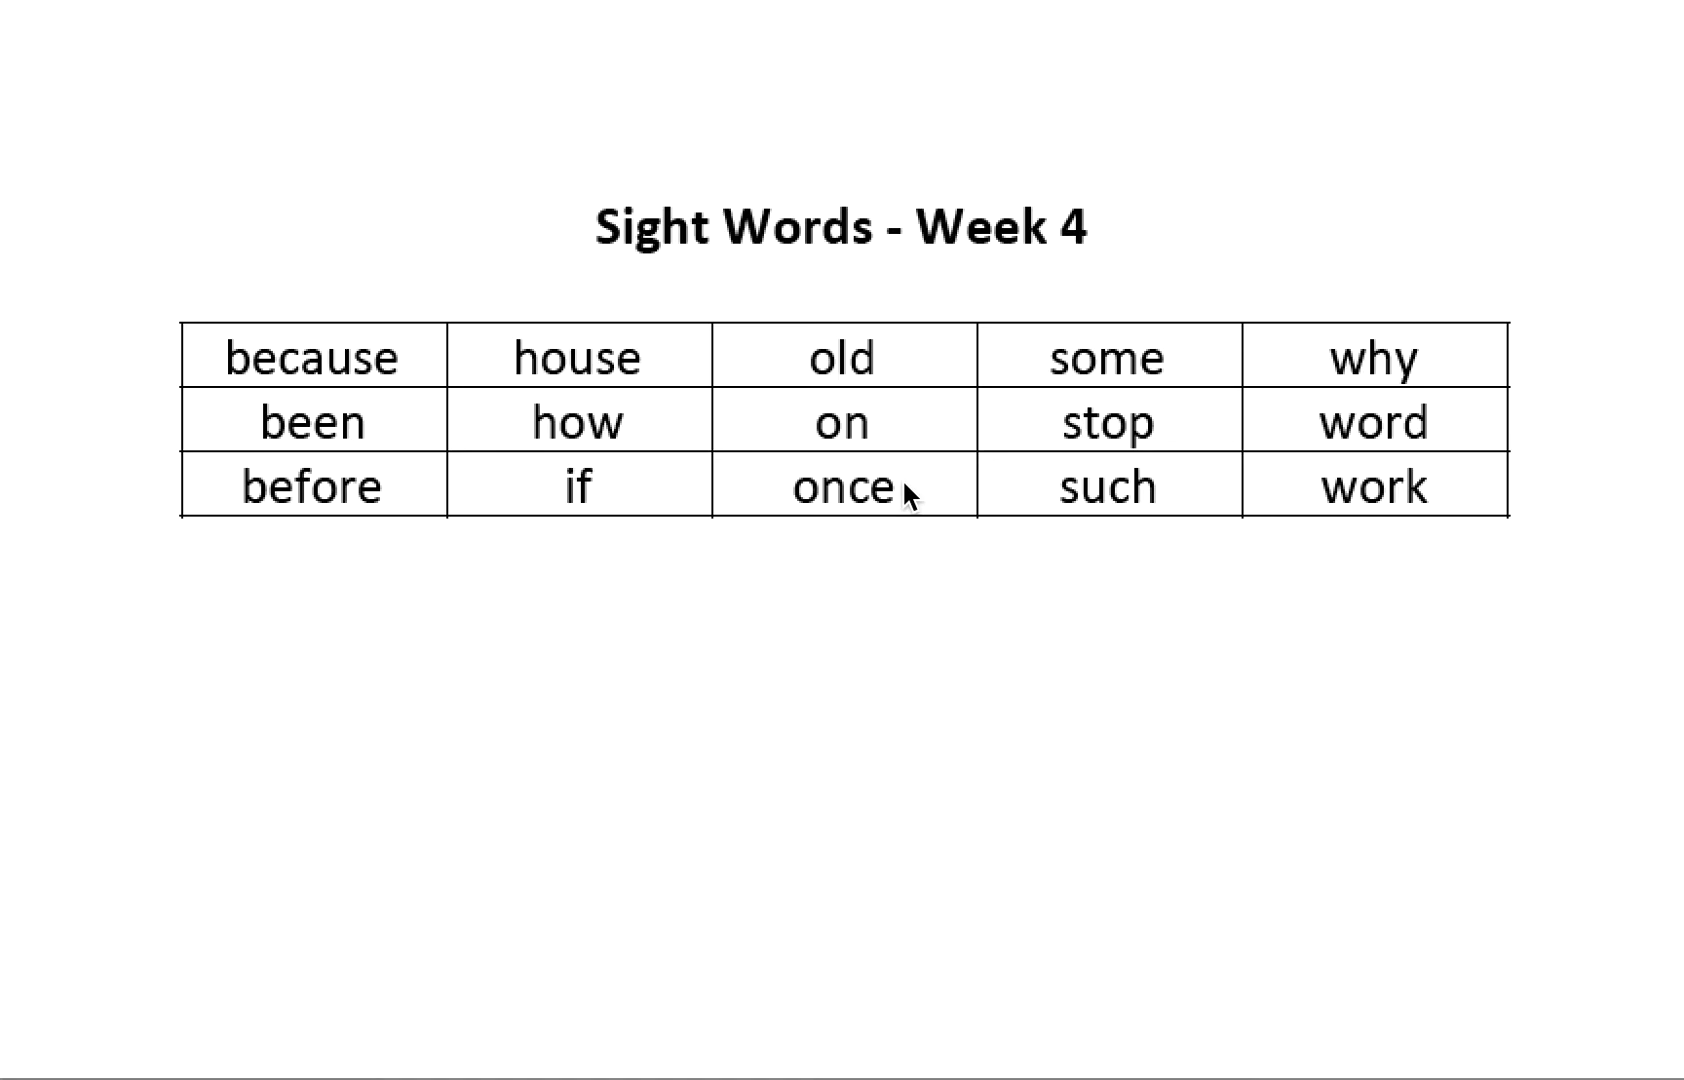 Sight Words - Week 4
because house old some why
been how on stop word
before if once such work